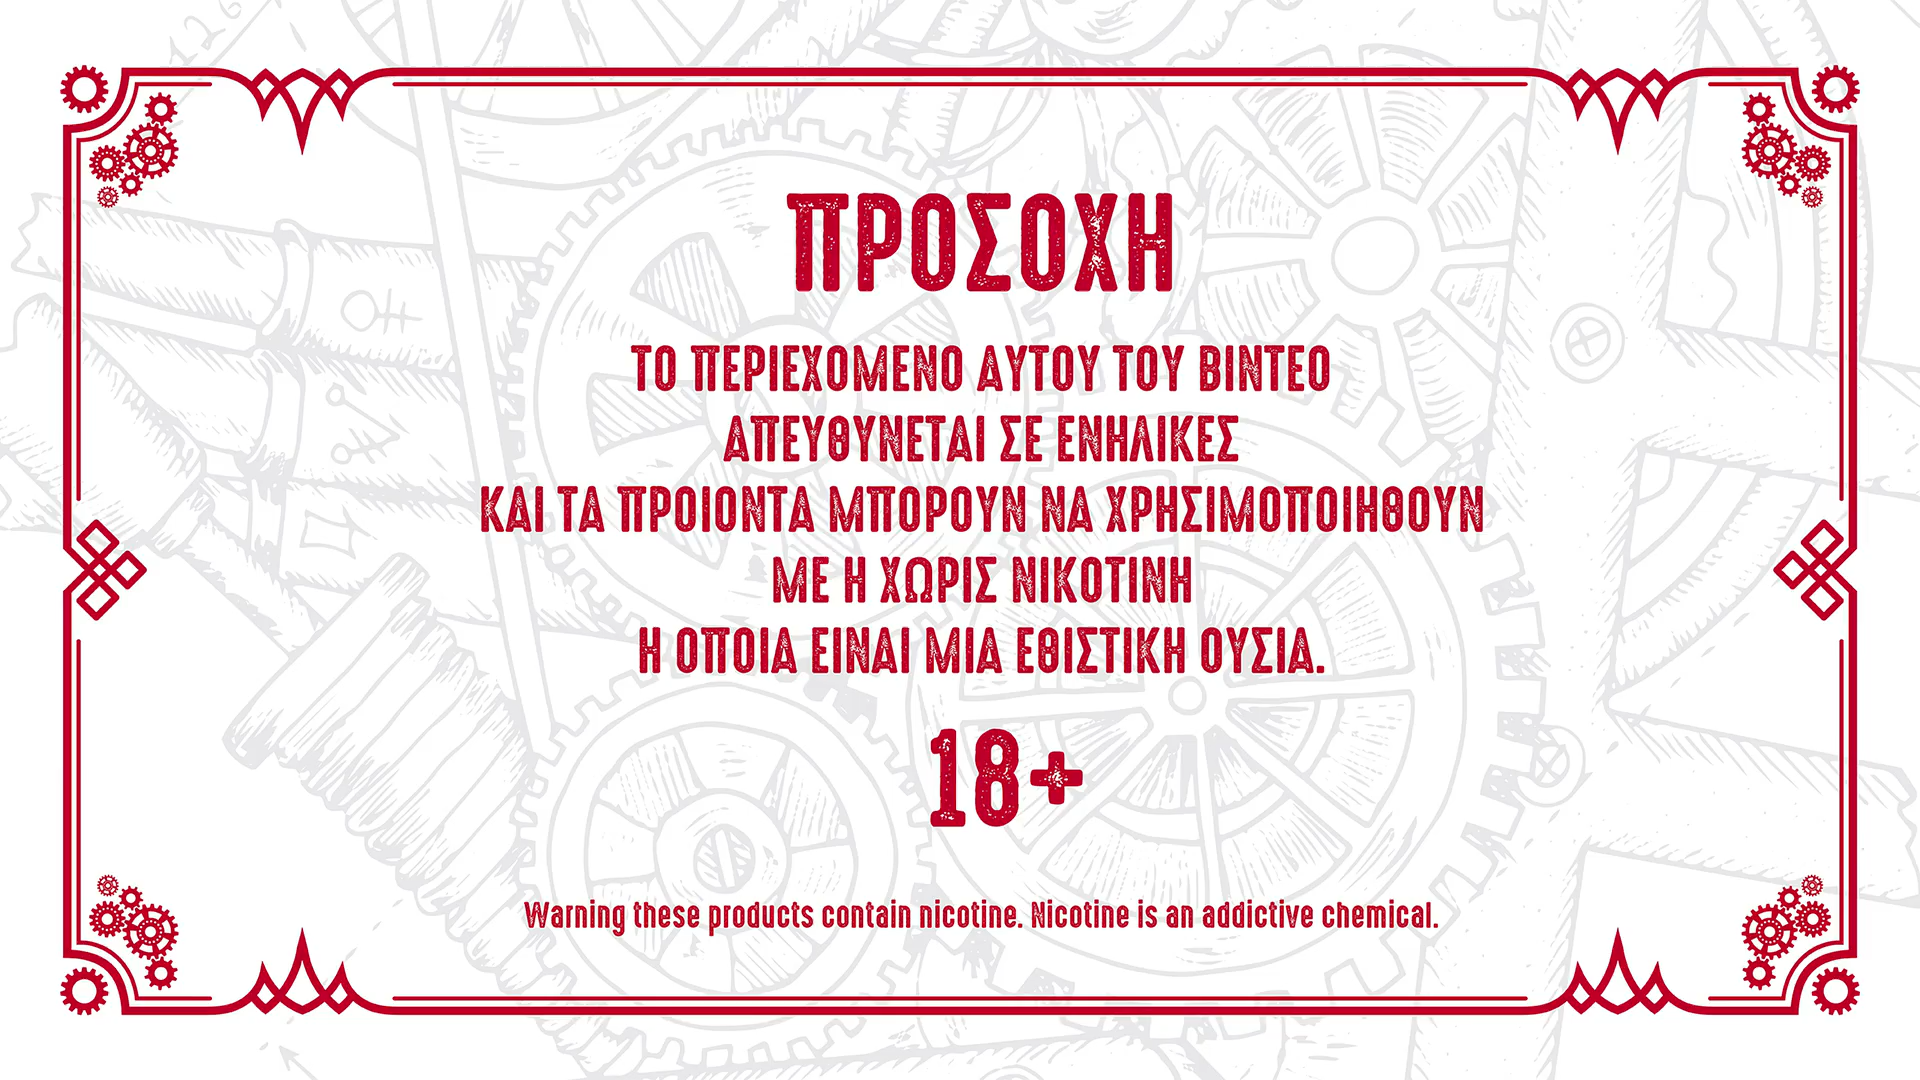 ΠΡΟΣΟΧΗ
ΤΟ ΠΕΡΙΕΧΟΜΕΝΟ ΑΥΤΟΥ ΤΟΥ ΒΙΝΤΕΟ
ΑΠΕΥΘΥΝΕΤΑΙ ΣΕ ΕΝΗΛΙΚΕΣ
ΚΑΙ ΤΑ ΠΡΟΙΟΝΤΑ ΜΠΟΡΟΥΝ ΝΑ ΧΡΗΣΙΜΟΠΟΙΗΘΟΥΝ
ΜΕ Η ΧΩΡΙΣ ΝΙΚΟΤΙΝΗ
Η ΟΠΟΙΑ ΕΙΝΑΙ ΜΙΑ ΕΘΙΣΤΙΚΗ ΟΥΣΙΑ.
18+
Warning these products contain nicotine. Nicotine is an addictive chemical.